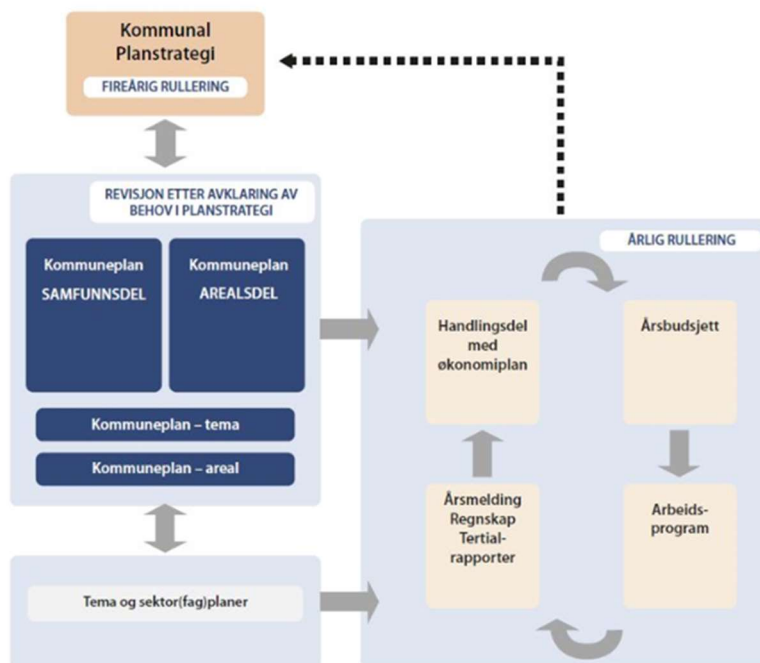 Kommunal
Planstrategi
FIREÅRIG RULLERING
REVISJON ETTER AVKLARING AV
BEHOV I PLANSTRATEGI
Kommuneplan
SAMFUNNSDEL
Kommuneplan
AREALSDEL
Kommuneplan – tema
Kommuneplan – areal
Tema og sektor(fag)planer
ÅRLIG RULLERING
Handlingsdel
med
økonomiplan
Årsbudsjett
Årsmelding
Regnskap
Tertial-
rapporter
Arbeids-
program